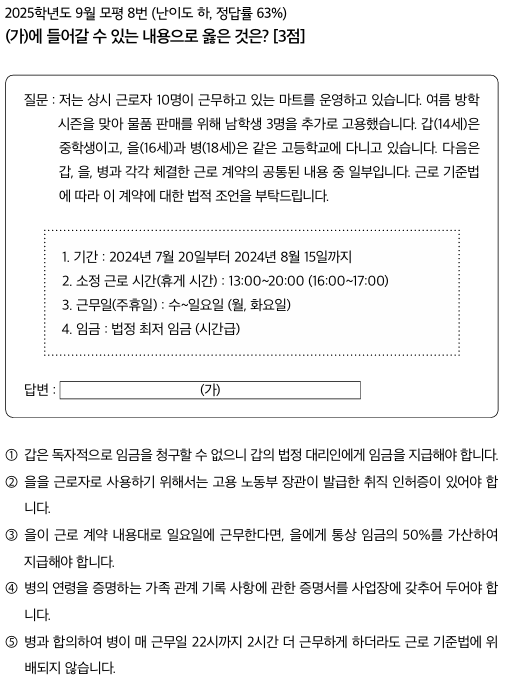 2025학년도 9월 모평 8번 (난이도 하, 정답률 63%)
(가)에 들어갈 수 있는 내용으로 옳은 것은? [3점]
질문 : 저는 상시 근로자 10명이 근무하고 있는 마트를 운영하고 있습니다. 여름 방학
시즌을 맞아 물품 판매를 위해 남학생 3명을 추가로 고용했습니다. 갑(14세)은
중학생이고, 을(16세)과 병(18세)은 같은 고등학교에 다니고 있습니다. 다음은
갑, 을, 병과 각각 체결한 근로 계약의 공통된 내용 중 일부입니다. 근로 기준법
에 따라 이 계약에 대한 법적 조언을 부탁드립니다.
1. 기간 : 2024년 7월 20일부터 2024년 8월 15일까지
2. 소정 근로 시간(휴게 시간) : 13:00~20:00 (16:00~17:00)
3. 근무일(주휴일) : 수~일요일 (월, 화요일)
4. 임금 : 법정 최저 임금 (시간급)
답변 : (가)
① 갑은 독자적으로 임금을 청구할 수 없으니 갑의 법정 대리인에게 임금을 지급해야 합니다.
② 을을 근로자로 사용하기 위해서는 고용 노동부 장관이 발급한 취직 인허증이 있어야 합
니다.
③ 을이 근로 계약 내용대로 일요일에 근무한다면, 을에게 통상 임금의 50%를 가산하여
지급해야 합니다.
④ 병의 연령을 증명하는 가족 관계 기록 사항에 관한 증명서를 사업장에 갖추어 두어야 합
니다.
⑤ 병과 합의하여 병이 매 근무일 22시까지 2시간 더 근무하게 하더라도 근로 기준법에 위
배되지 않습니다.